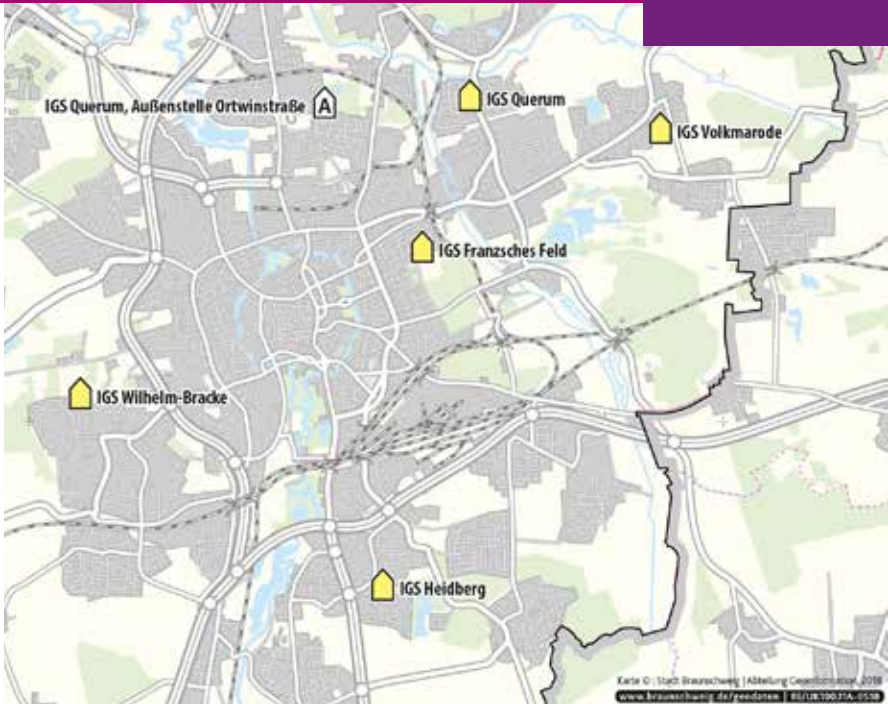 IGS Querum, Außenstelle Ortwinstraße
A
IGS Querum
IGS Volkmarode
IGS Franzsches Feld
IGS Wilhelm-Bracke
IGS Heidberg
Karte © : Stadt Braunschweig | Abteilung Geoinformation, 2018
www.braunschweig.de/geodaten |